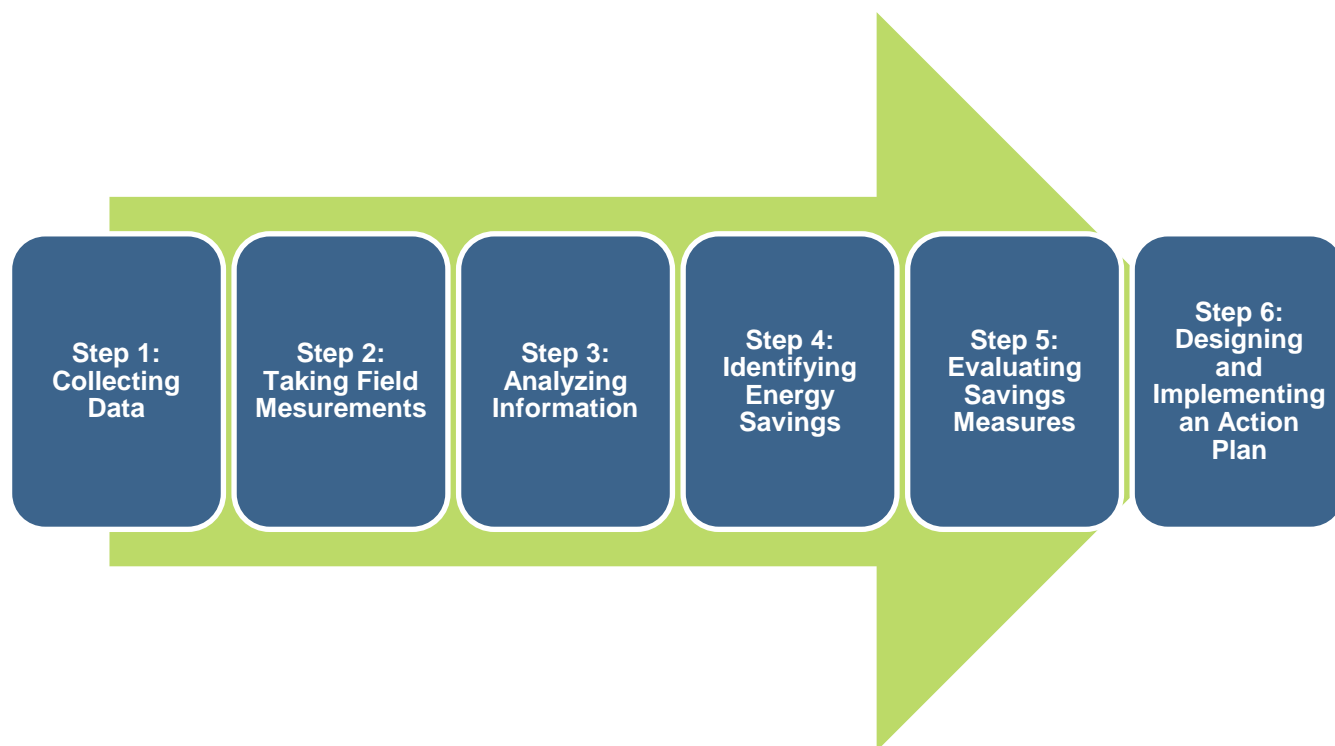 Step 1:
Collecting
Data
Step 2:
Taking Field
Mesurements
Step 3:
Analyzing
Information
Step 4:
Identifying
Energy
Savings
Step 5:
Evaluating
Savings
Measures
Step 6:
Designing
and
Implementing
an Action
Plan